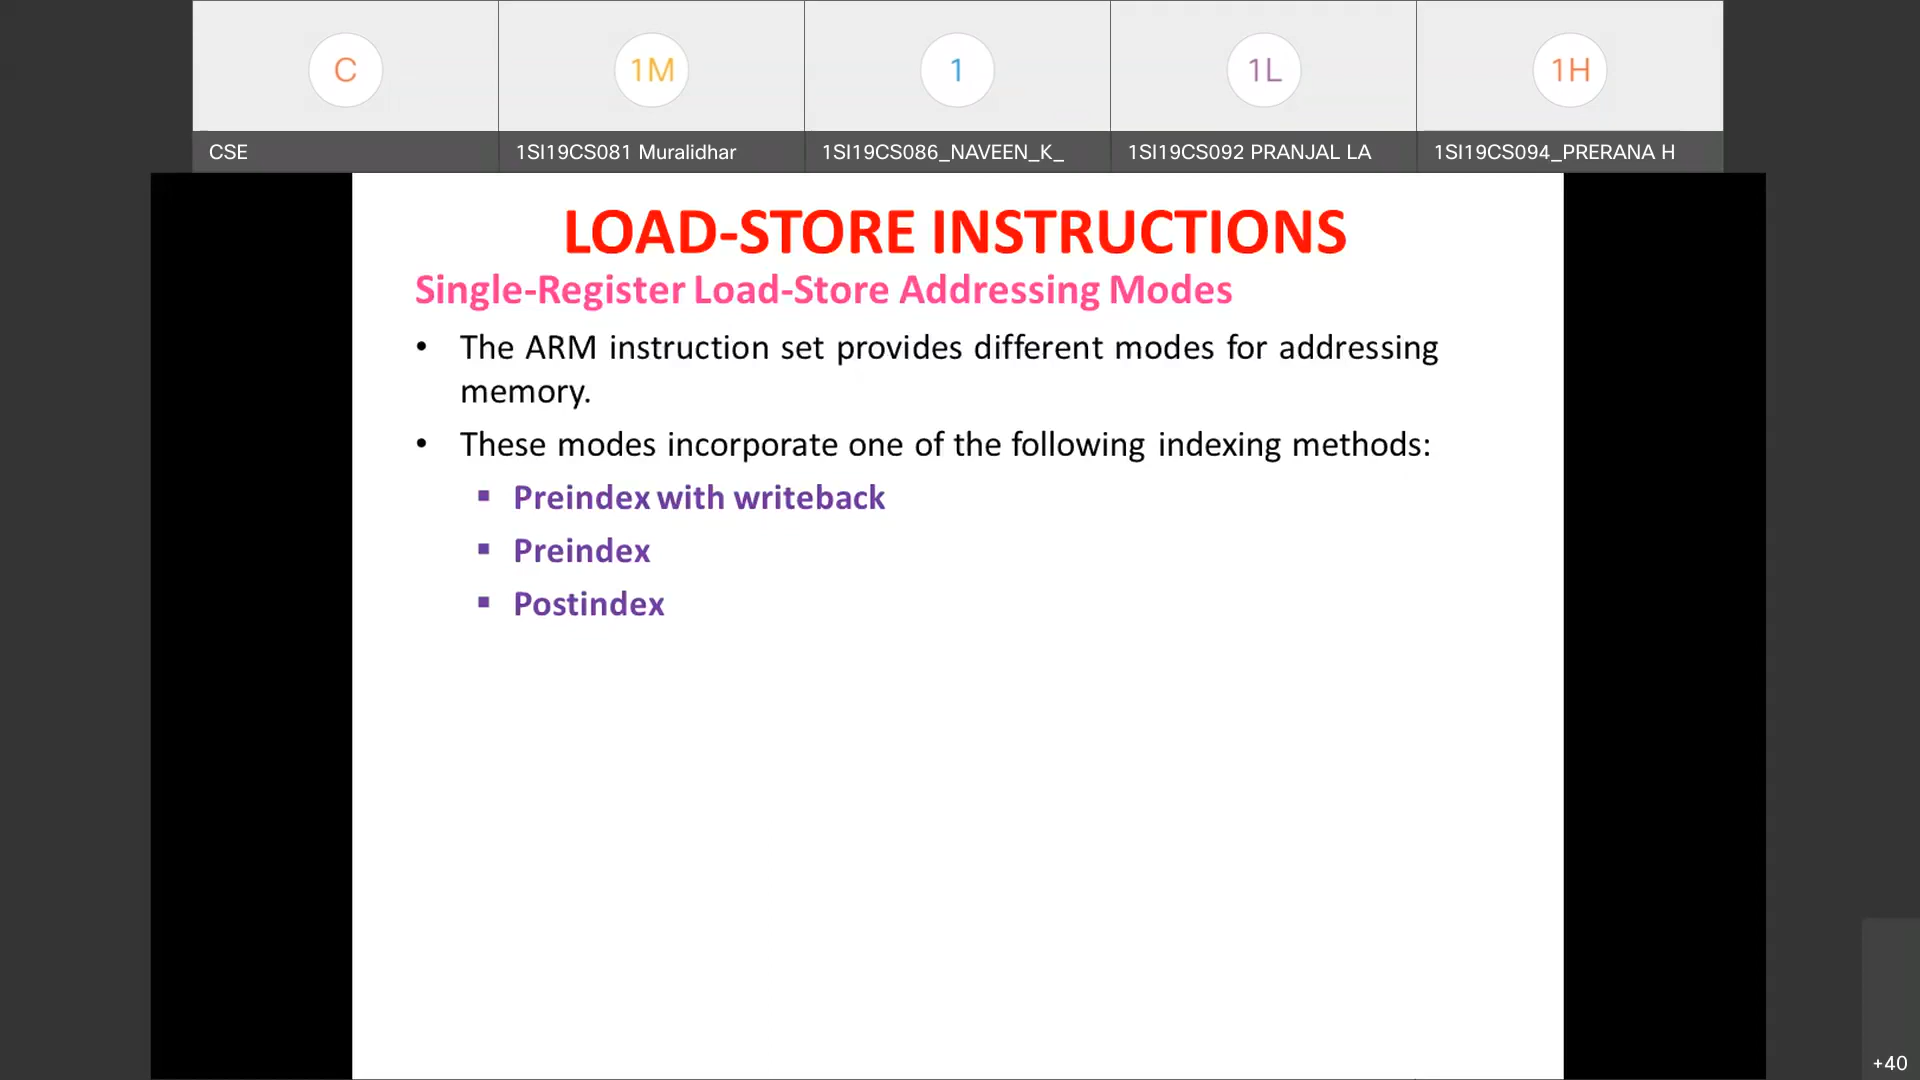 C
1M
1
1L
1H
CSE
1SI19CS081 Muralidhar
1SI19CS086_NAVEEN_K_
1SI19CS092 PRANJAL LA
1SI19CS094_PRERANA H
LOAD-STORE INSTRUCTIONS
Single-Register Load-Store Addressing Modes
• The ARM instruction set provides different modes for addressing
memory.
• These modes incorporate one of the following indexing methods:
▪ Preindex with writeback
▪ Preindex
▪ Postindex
+40